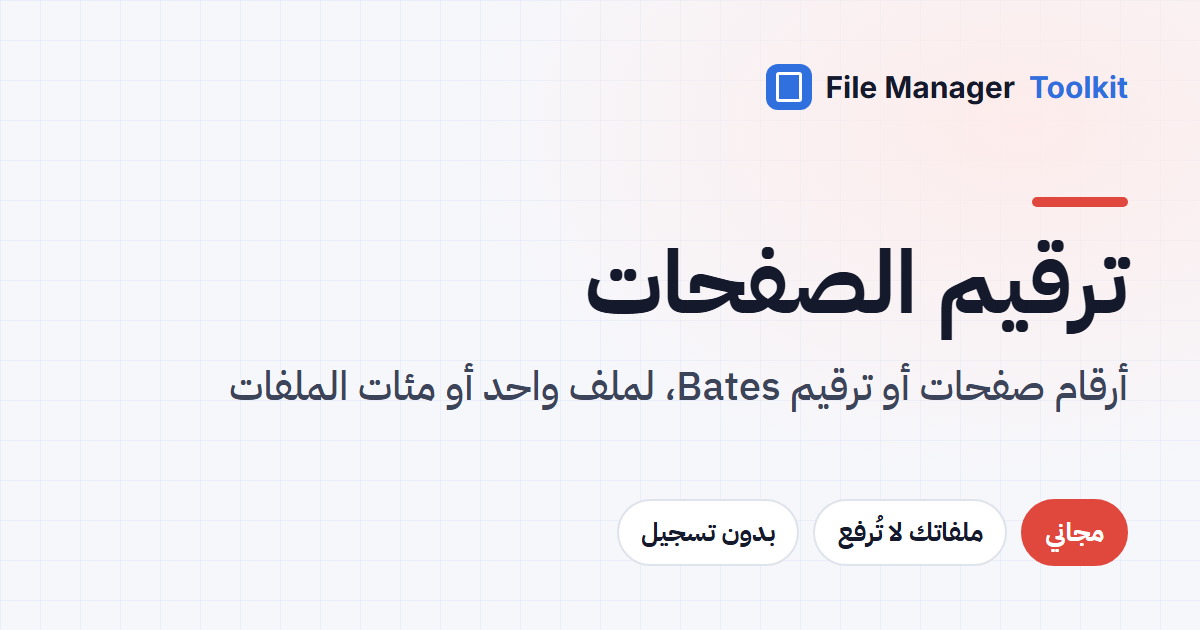 File Manager Toolkit
ترقيم الصفحات
أرقام صفحات أو ترقيم Bates، لملف واحد أو مئات الملفات
مجاني
ملفاتك لا تُرفع
بدون تسجيل